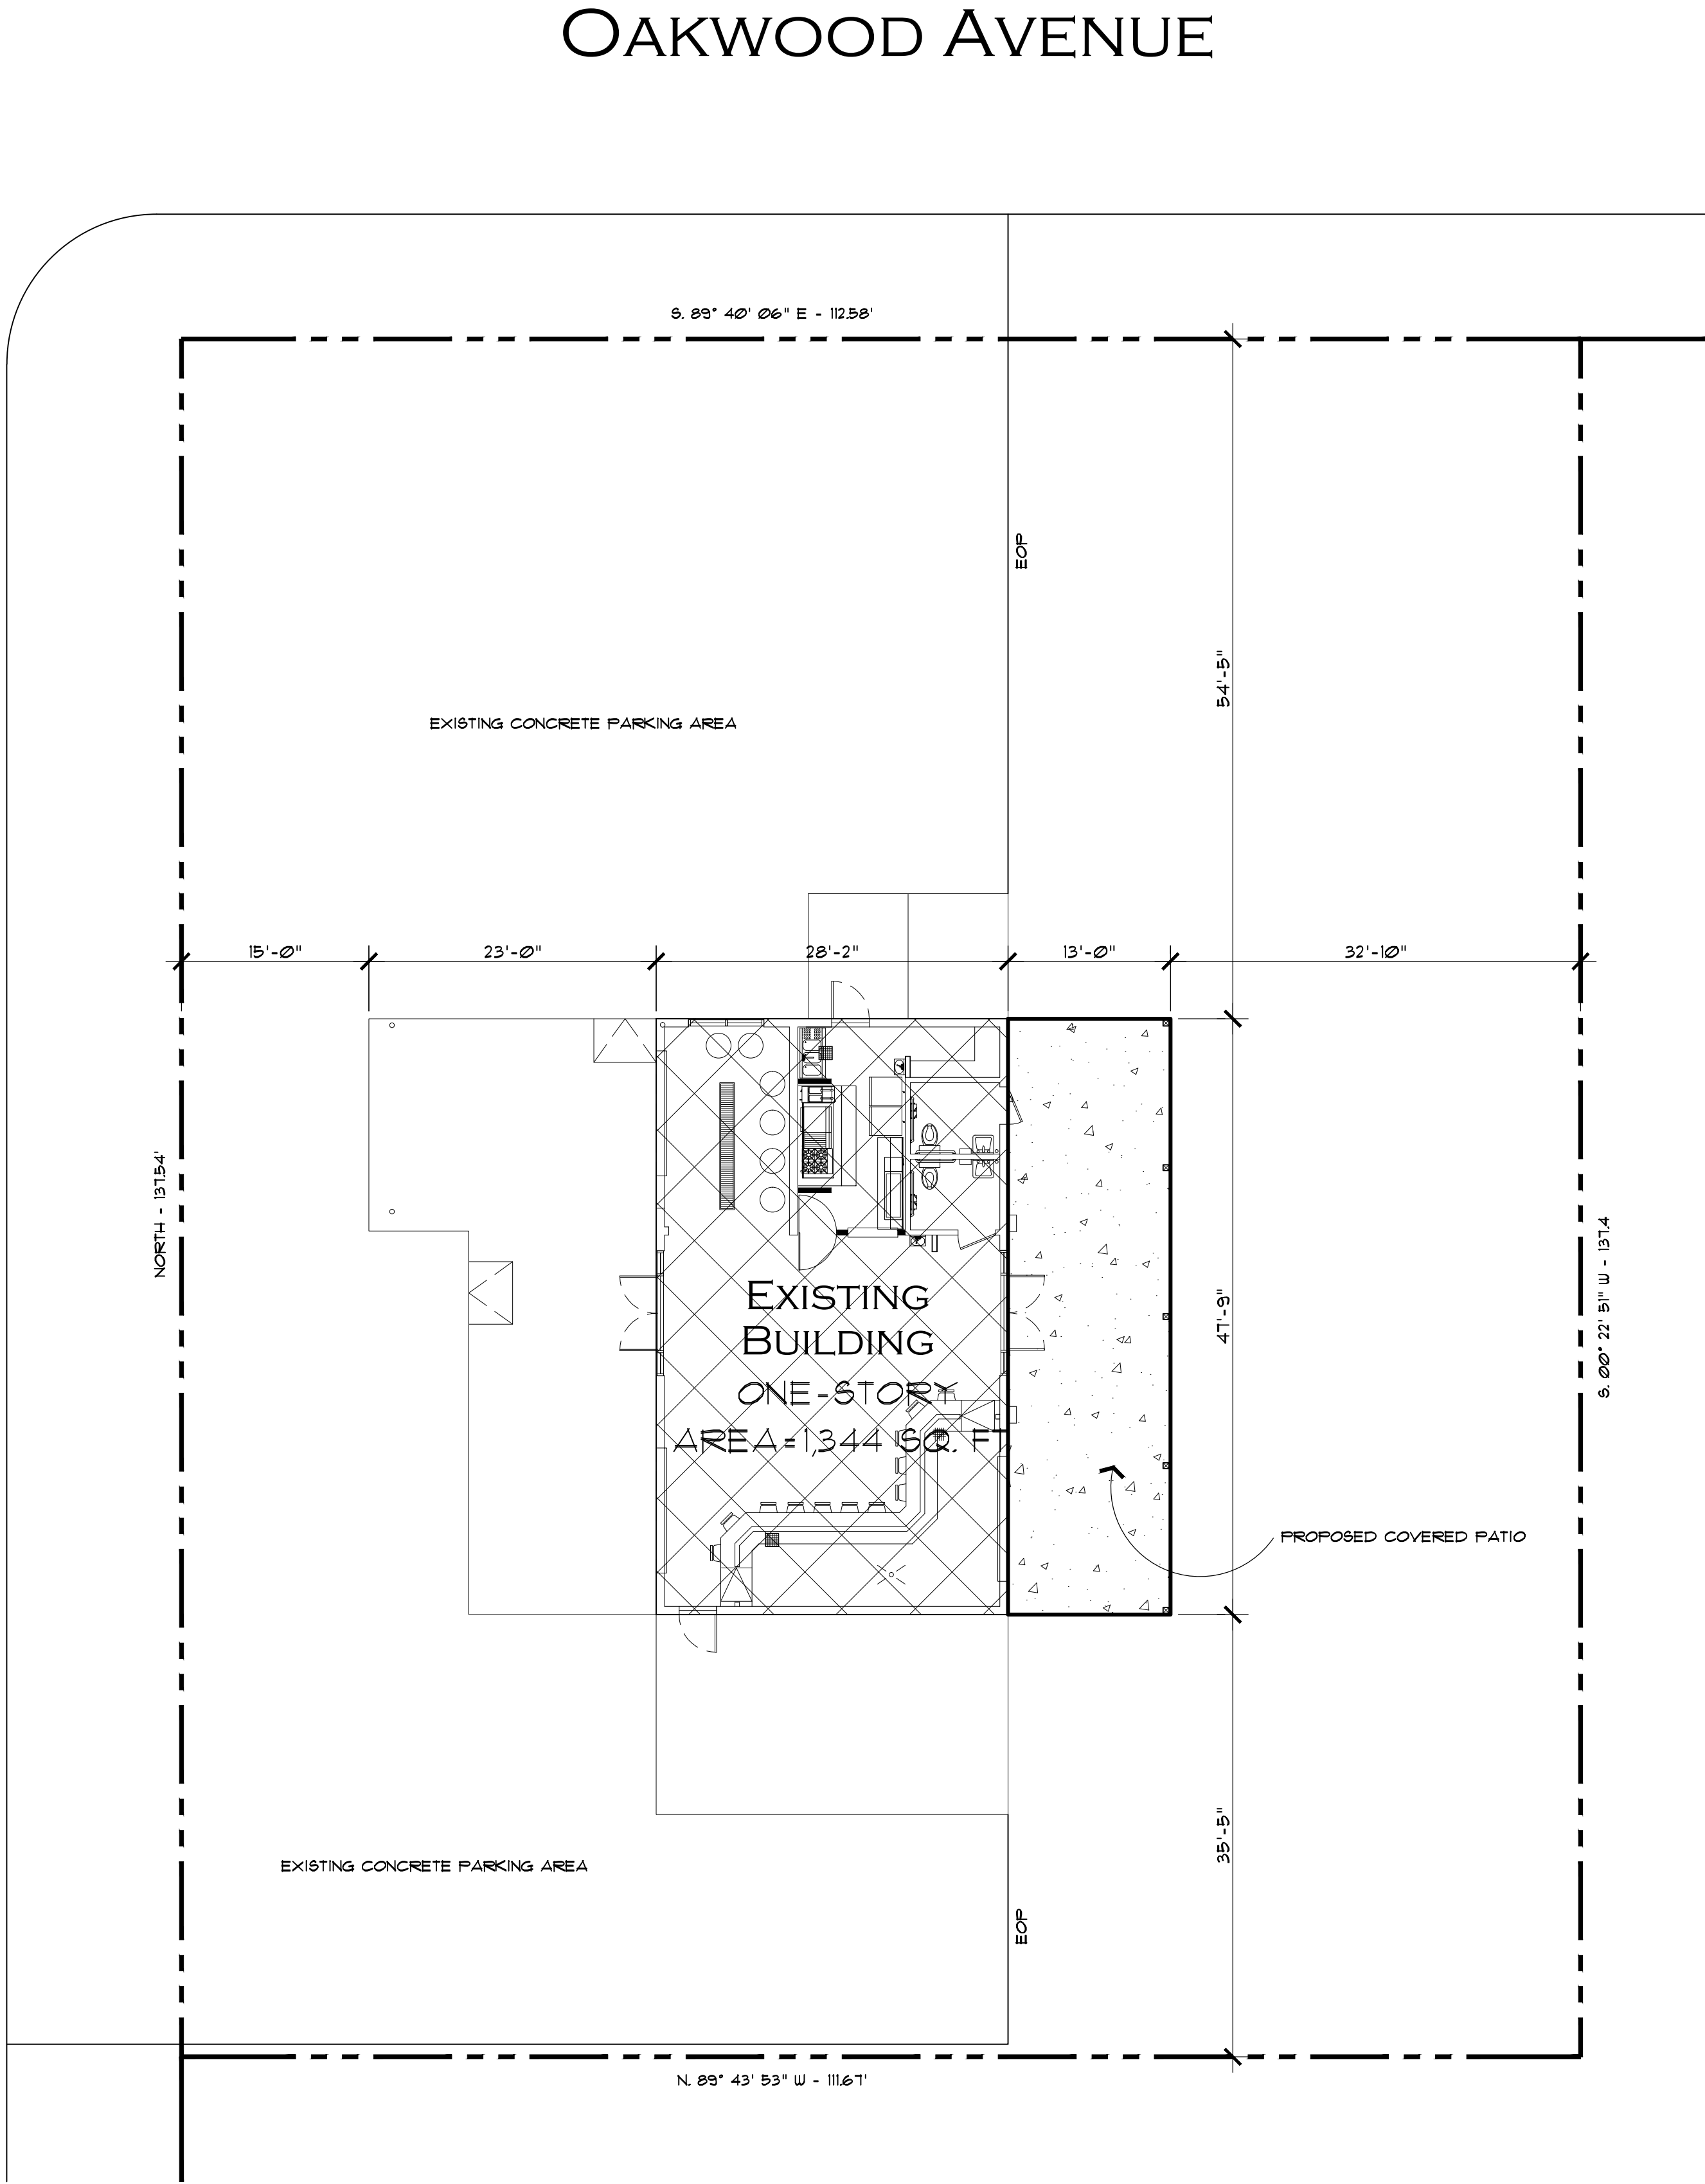 OAKWOOD AVENUE
S. 89° 40' 06" E - 112.58'
EOP
54'-5"
EXISTING CONCRETE PARKING AREA
15'-0"
23'-0"
28'-2"
13'-0"
32'-10"
NORTH - 137.54'
S. 00° 22' 51" W - 137.4
47'-9"
EXISTING
BUILDING
ONE-STORY
AREA=1,344 SQ. FT
PROPOSED COVERED PATIO
35'-5"
EXISTING CONCRETE PARKING AREA
EOP
N. 89° 43' 53" W - 111.67'